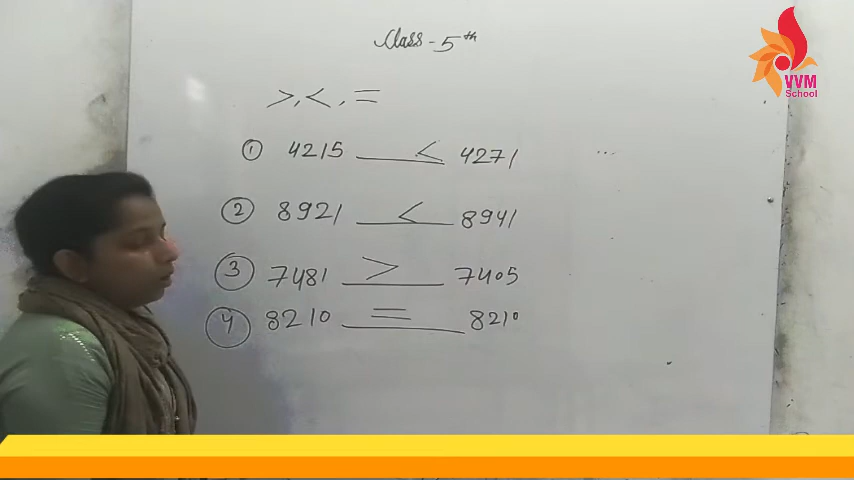 Class - 5th
VVM
School
>, <, =
① 4215 < 4271
② 8921 < 8941
③ 7481 > 7405
④ 8210 = 8210